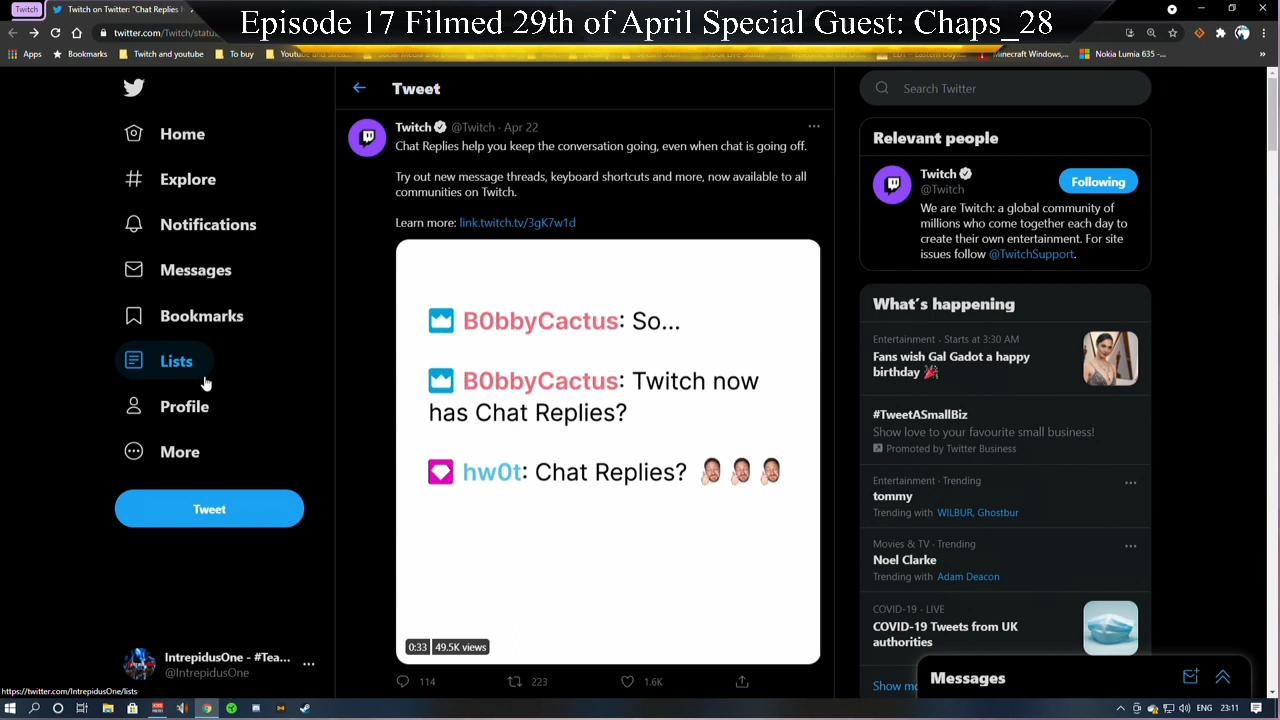 Episode 17 Filmed 29th of April Special Guest: Chaps_28
Twitch
Twitch on Twitter: "Chat Replies h
twitter.com/Twitch/statu
Apps
Bookmarks
Twitch and youtube
To buy
Minecraft Windows,...
Nokia Lumia 635 -...
Home
Explore
Notifications
Messages
Bookmarks
Lists
Profile
More
Tweet
IntrepidusOne - #Tea...
@IntrepidusOne
https://twitter.com/IntrepidusOne/lists
Tweet
Twitch @Twitch · Apr 22
Chat Replies help you keep the conversation going, even when chat is going off.
Try out new message threads, keyboard shortcuts and more, now available to all
communities on Twitch.
Learn more: link.twitch.tv/3gK7w1d
B0bbyCactus: So...
B0bbyCactus: Twitch now
has Chat Replies?
hw0t: Chat Replies?
0:33 49.5K views
114 223 1.6K
Search Twitter
Relevant people
Twitch
@Twitch
Following
We are Twitch: a global community of
millions who come together each day to
create their own entertainment. For site
issues follow @TwitchSupport.
What's happening
Entertainment · Starts at 3:30 AM
Fans wish Gal Gadot a happy
birthday
#TweetASmallBiz
Show love to your favourite small business!
Promoted by Twitter Business
Entertainment · Trending
tommy
Trending with WILBUR, Ghostbur
Movies & TV · Trending
Noel Clarke
Trending with Adam Deacon
COVID-19 · LIVE
COVID-19 Tweets from UK
authorities
Show mo
Messages
ENG 23:11